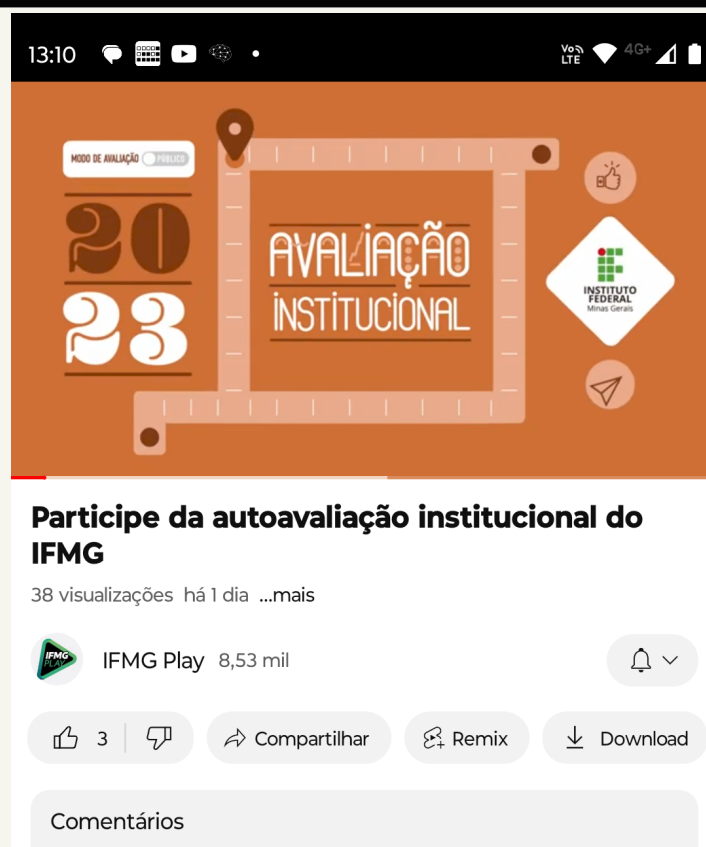 13:10
Vo LTE 4G+
MODO DE AVALIAÇÃO PÚBLICO
2023
AVALIAÇÃO
INSTITUCIONAL
INSTITUTO
FEDERAL
Minas Gerais
Participe da autoavaliação institucional do
IFMG
38 visualizações há 1 dia ...mais
IFMG PLAY
IFMG Play 8,53 mil
3 Compartilhar Remix Download
Comentários